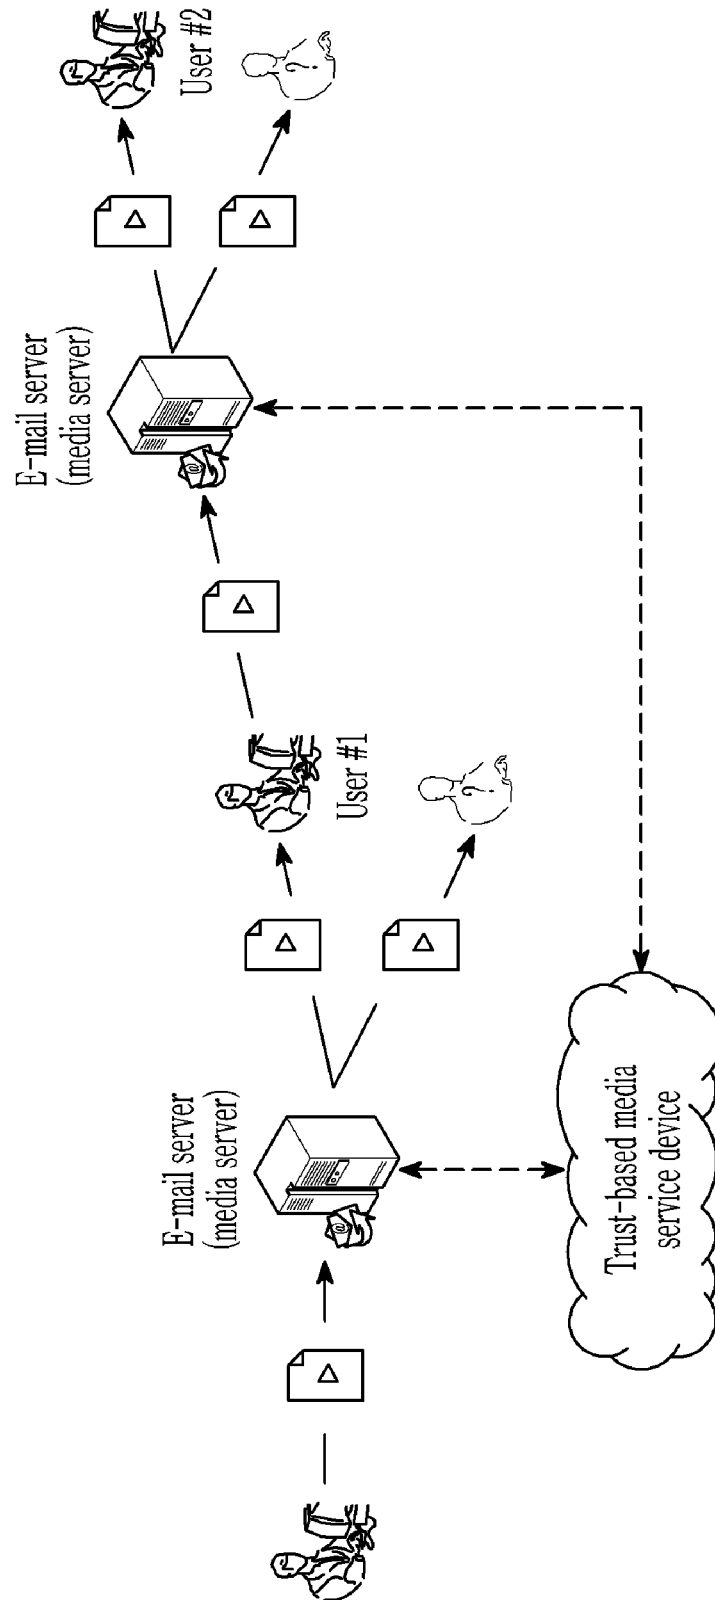 E-mail server
(media server)
User #1
E-mail server
(media server)
User #2
Trust-based media
service device
@
@